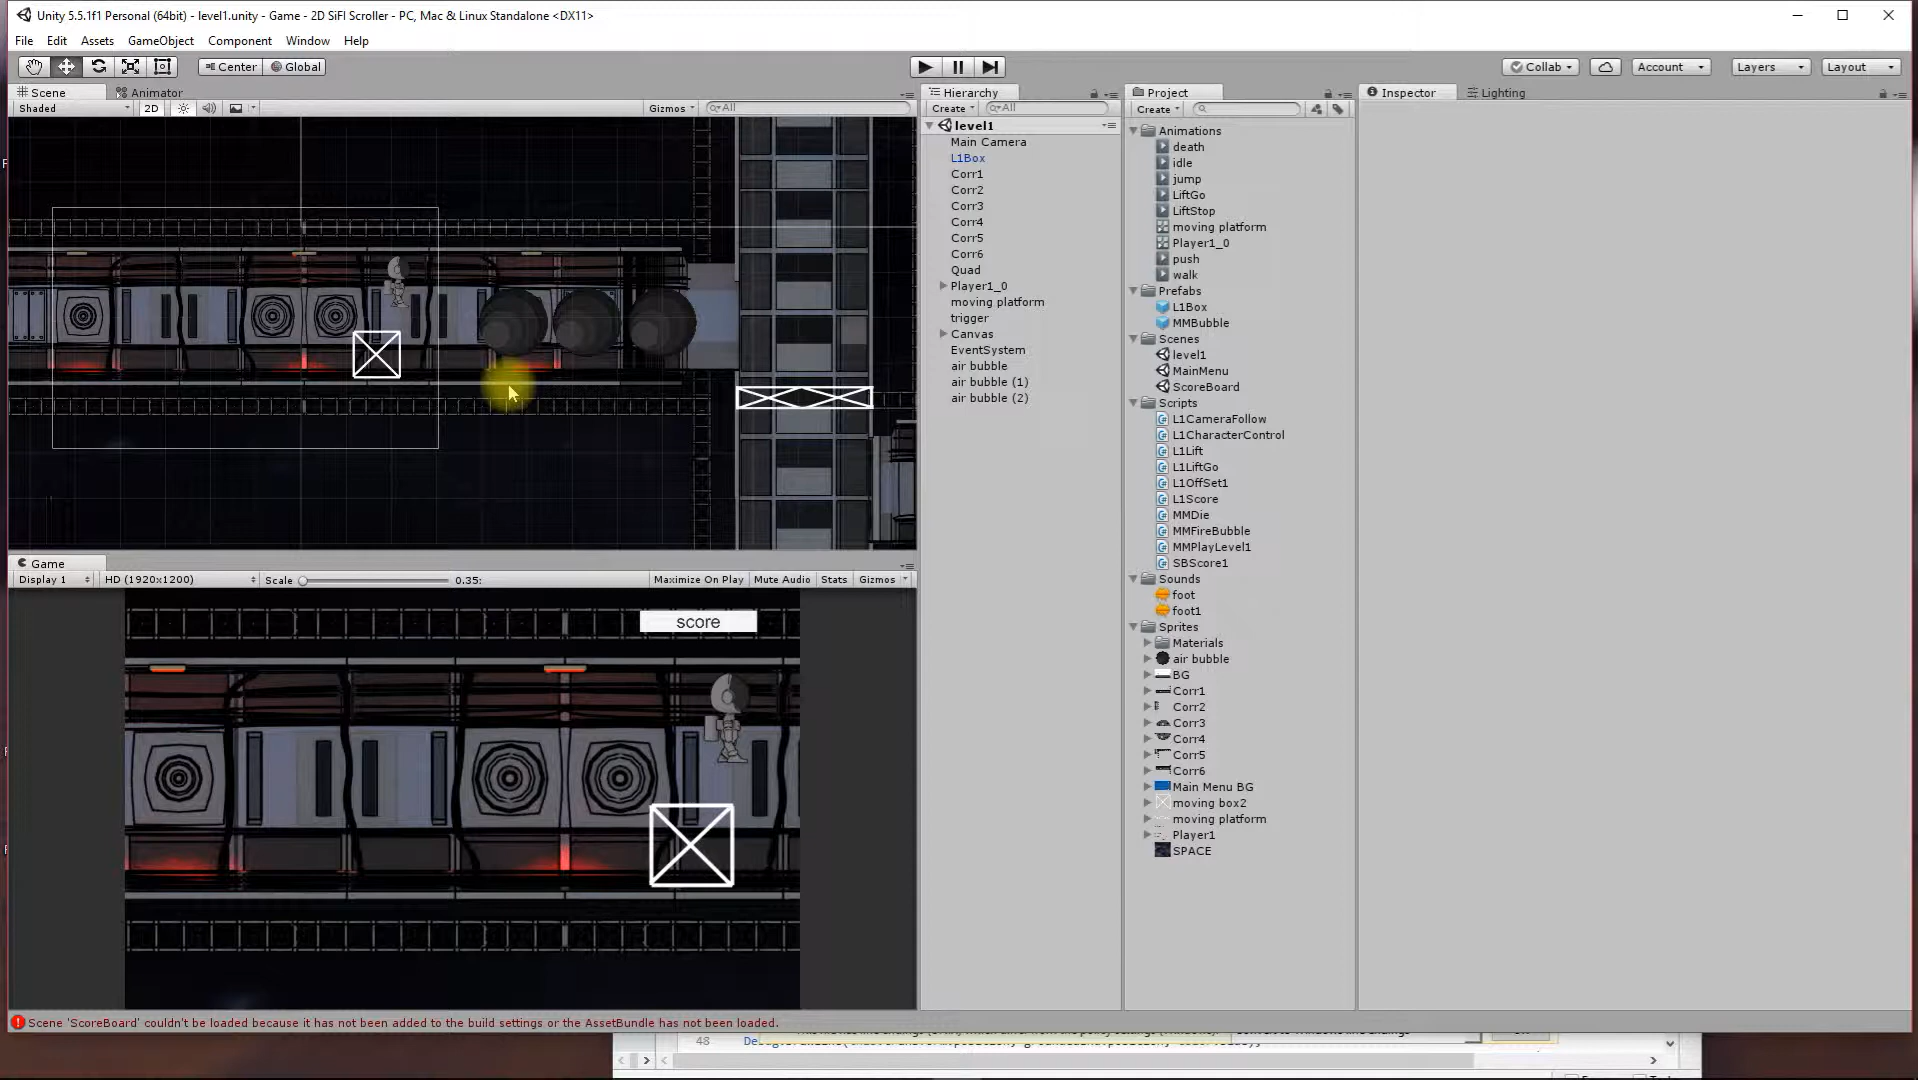 Unity 5.5.1f1 Personal (64bit) - level1.unity - Game - 2D SiFI Scroller - PC, Mac & Linux Standalone <DX11>
File Edit Assets GameObject Component Window Help
Center Global Collab Account Layers Layout
Scene Animator
Shaded 2D Gizmos All
Game
Display 1 HD (1920x1200) Scale 0.35: Maximize On Play Mute Audio Stats Gizmos
score
Hierarchy
Create All
level1
Main Camera
L1Box
Corr1
Corr2
Corr3
Corr4
Corr5
Corr6
Quad
Player1_0
moving platform
trigger
Canvas
EventSystem
air bubble
air bubble (1)
air bubble (2)
Project
Create
Animations
death
idle
jump
LiftGo
LiftStop
moving platform
Player1_0
push
walk
Prefabs
L1Box
MMBubble
Scenes
level1
MainMenu
ScoreBoard
Scripts
L1CameraFollow
L1CharacterControl
L1Lift
L1LiftGo
L1OffSet1
L1Score
MMDie
MMFireBubble
MMPlayLevel1
SBScore1
Sounds
foot
foot1
Sprites
Materials
air bubble
BG
Corr1
Corr2
Corr3
Corr4
Corr5
Corr6
Main Menu BG
moving box2
moving platform
Player1
SPACE
Inspector Lighting
Scene 'ScoreBoard' couldn't be loaded because it has not been added to the build settings or the AssetBundle has not been loaded.
48